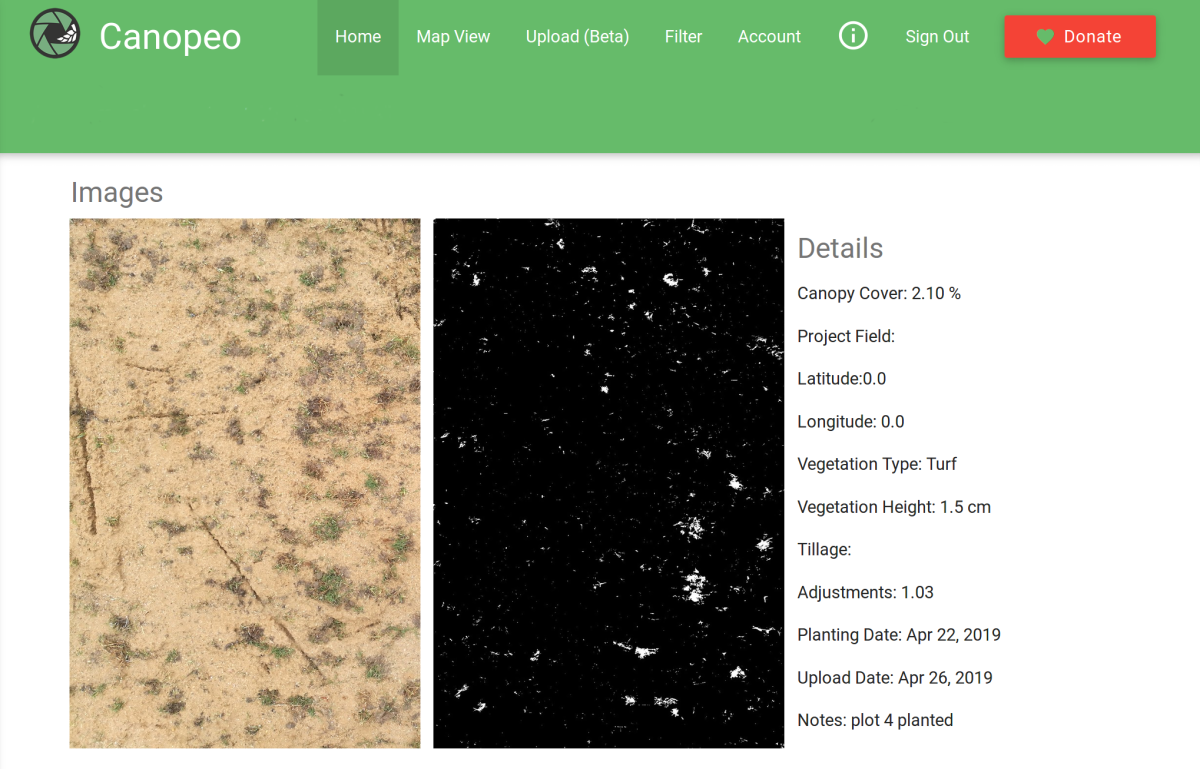 Canopeo
Home
Map View
Upload (Beta)
Filter
Account
Sign Out
Donate
Images
Details
Canopy Cover: 2.10 %
Project Field:
Latitude:0.0
Longitude: 0.0
Vegetation Type: Turf
Vegetation Height: 1.5 cm
Tillage:
Adjustments: 1.03
Planting Date: Apr 22, 2019
Upload Date: Apr 26, 2019
Notes: plot 4 planted